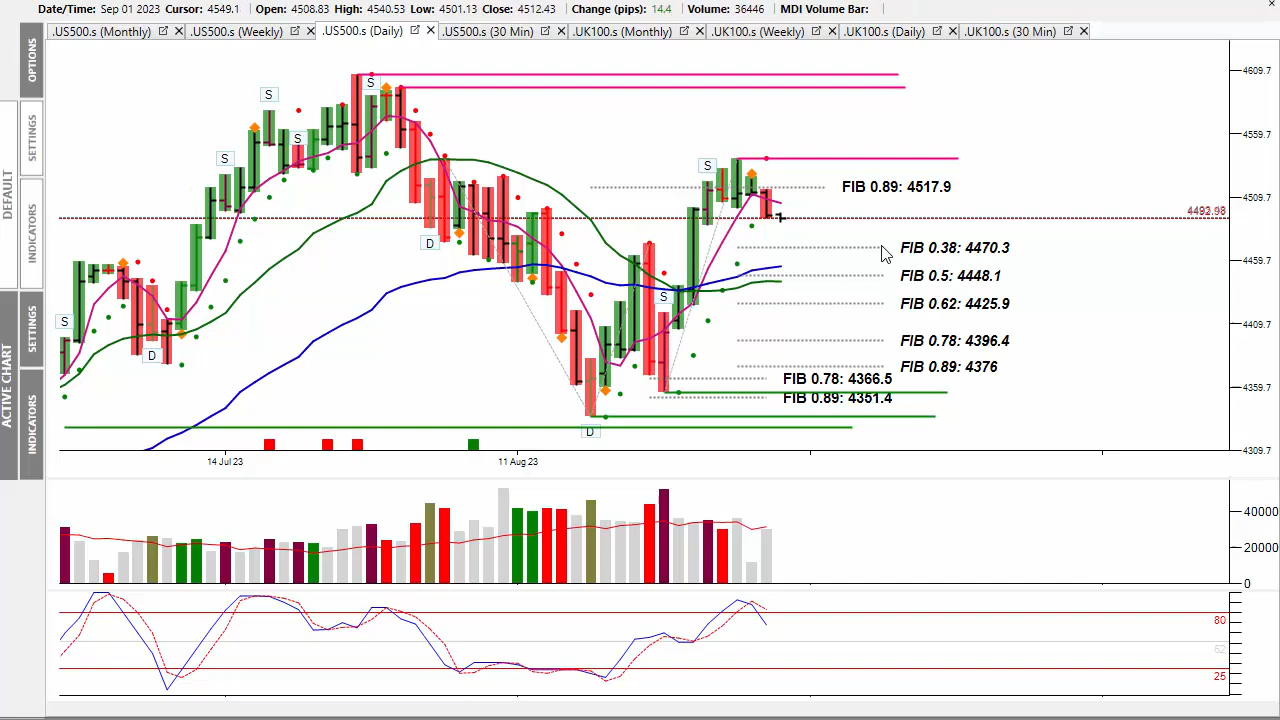 Date/Time: Sep 01 2023 Cursor: 4549.1 Open: 4508.83 High: 4540.53 Low: 4501.13 Close: 4512.43 Change (pips): 14.4 Volume: 36446 MDI Volume Bar:
.US500.s (Monthly) .US500.s (Weekly) .US500.s (Daily) .US500.s (30 Min) .UK100.s (Monthly) .UK100.s (Weekly) .UK100.s (Daily) .UK100.s (30 Min)
OPTIONS
DEFAULT
SETTINGS
INDICATORS
ACTIVE CHART
SETTINGS
INDICATORS
4609.7
S
S
S
4559.7
S
S
FIB 0.89: 4517.9
4509.7
4492.98
D
FIB 0.38: 4470.3
4459.7
FIB 0.5: 4448.1
S
FIB 0.62: 4425.9
S
4409.7
FIB 0.78: 4396.4
D
FIB 0.89: 4376
FIB 0.78: 4366.5
4359.7
FIB 0.89: 4351.4
D
4309.7
14 Jul 23
11 Aug 23
40000
20000
0
80
62
25